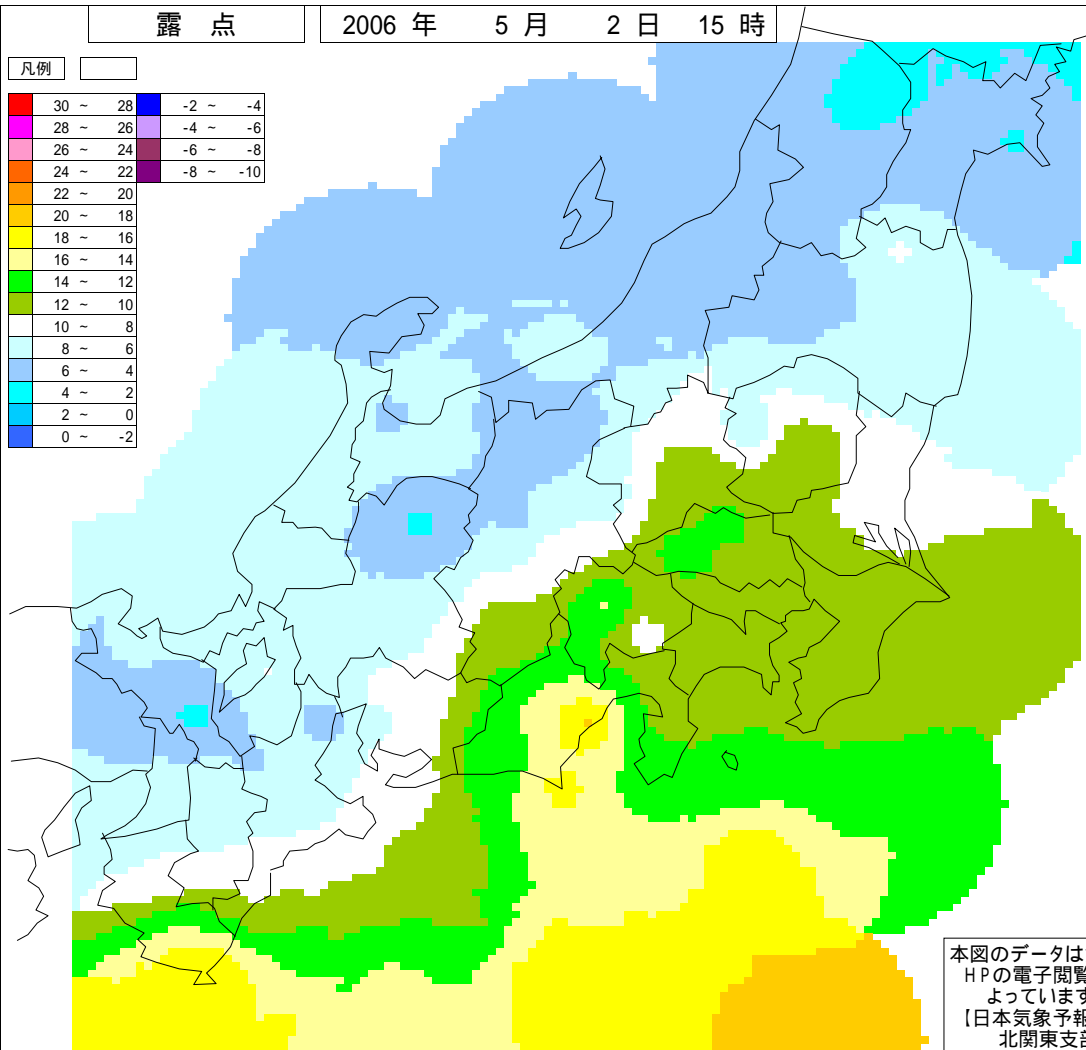 露 点
2006 年 5 月 2 日 15 時
凡例
30 ~ 28
28 ~ 26
26 ~ 24
24 ~ 22
22 ~ 20
20 ~ 18
18 ~ 16
16 ~ 14
14 ~ 12
12 ~ 10
10 ~ 8
8 ~ 6
6 ~ 4
4 ~ 2
2 ~ 0
0 ~ -2
-2 ~ -4
-4 ~ -6
-6 ~ -8
-8 ~ -10
本図のデータは
HPの電子閲覧
よっています
【日本気象予報
北関東支部